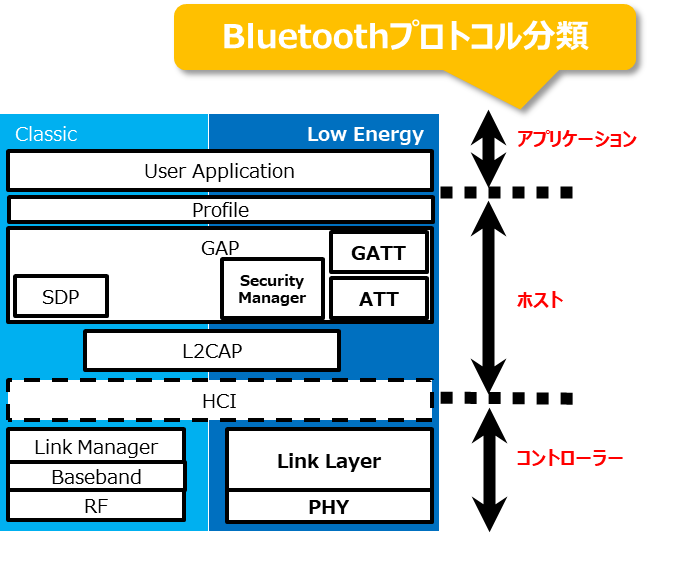 Bluetoothプロトコル分類
Classic
Low Energy
アプリケーション
User Application
Profile
GAP
GATT
Security
Manager
SDP
ATT
ホスト
L2CAP
HCI
Link Manager
Link Layer
コントローラー
Baseband
RF
PHY